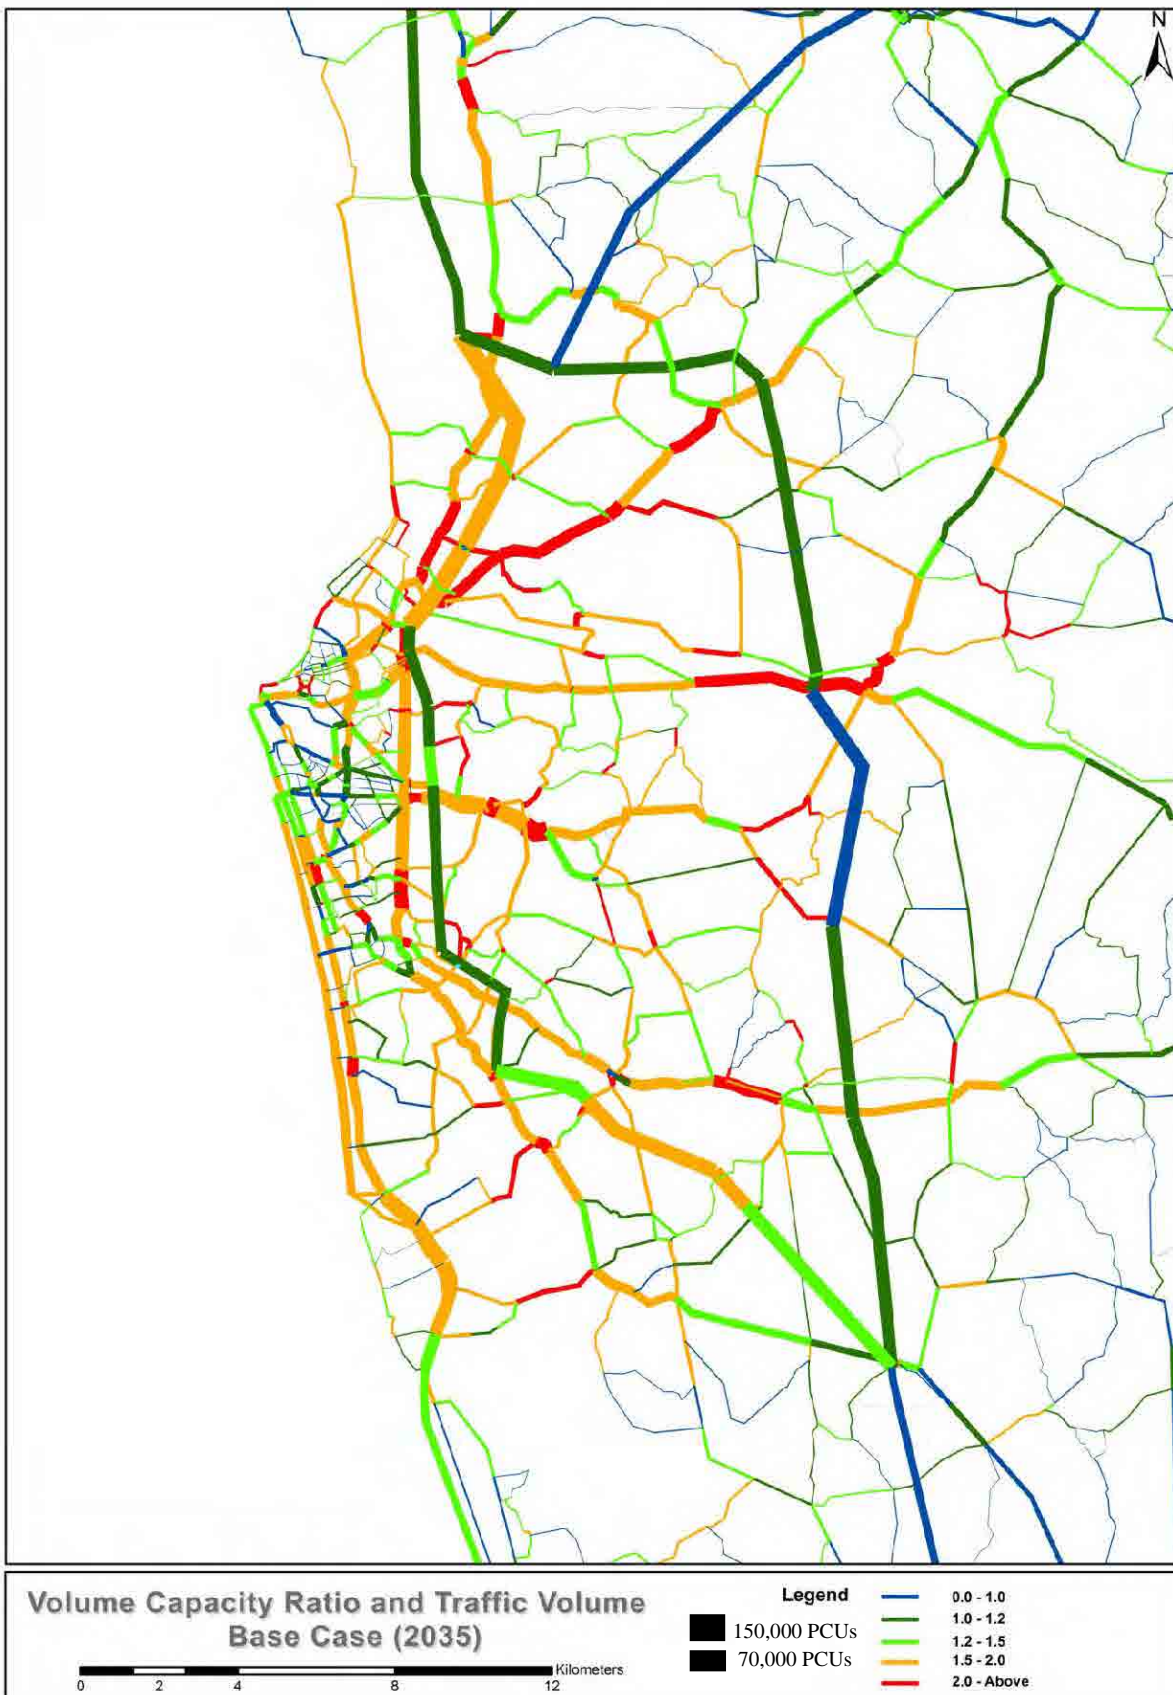 N
Volume Capacity Ratio and Traffic Volume
Base Case (2035)
Kilometers
0 2 4 8 12
Legend
150,000 PCUs
70,000 PCUs
0.0 - 1.0
1.0 - 1.2
1.2 - 1.5
1.5 - 2.0
2.0 - Above